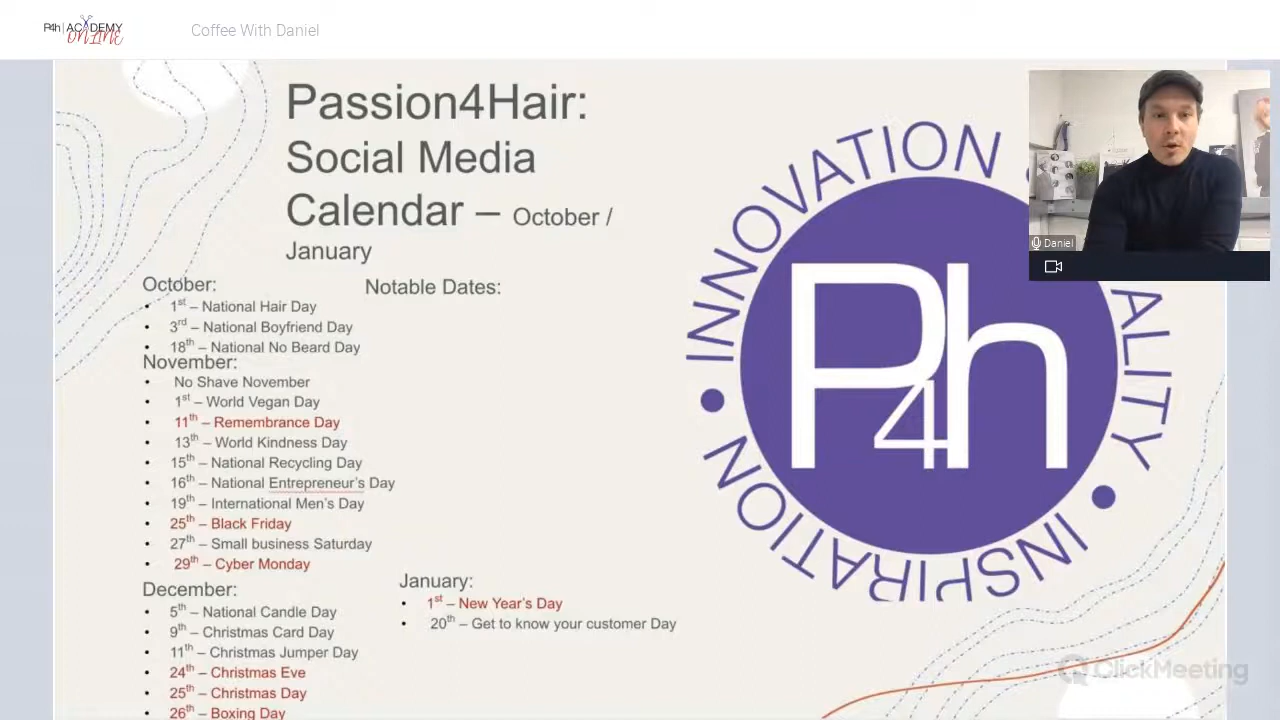 P4h | ACADEMY
ONLINE
Coffee With Daniel
Passion4Hair:
Social Media
Calendar – October /
January
October:
Notable Dates:
• 1st – National Hair Day
• 3rd – National Boyfriend Day
• 18th – National No Beard Day
November:
• No Shave November
• 1st – World Vegan Day
• 11th – Remembrance Day
• 13th – World Kindness Day
• 15th – National Recycling Day
• 16th – National Entrepreneur's Day
• 19th – International Men's Day
• 25th – Black Friday
• 27th – Small business Saturday
• 29th – Cyber Monday
December:
• 5th – National Candle Day
• 9th – Christmas Card Day
• 11th – Christmas Jumper Day
• 24th – Christmas Eve
• 25th – Christmas Day
• 26th – Boxing Day
January:
• 1st – New Year's Day
• 20th – Get to know your customer Day
INNOVATION • ALITY • INSPIRATION •
P4h
Daniel
ClickMeeting